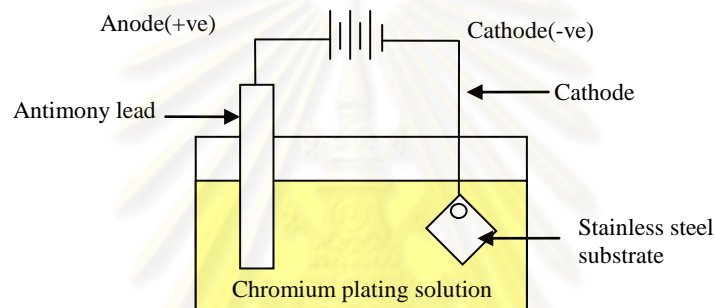 Anode(+ve)
Cathode(-ve)
Cathode
Antimony lead
Stainless steel
substrate
Chromium plating solution